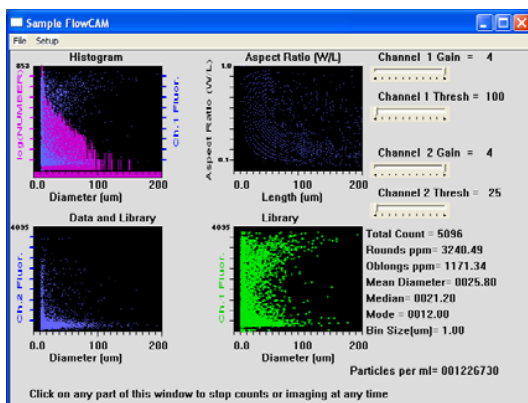 Sample FlowCAM
File Setup
Histogram
853
log(NUMBER)
Ch.1 Fluor.
0.0 100 200
Diameter (um)
Aspect Ratio (W/L)
1.0
Aspect Ratio (W/L)
0.1
0.0 100 200
Length (um)
Channel 1 Gain = 4
Channel 1 Thresh = 100
Channel 2 Gain = 4
Channel 2 Thresh = 25
Data and Library
4095
Ch.2 Fluor.
0.0 100 200
Diameter (um)
Library
4095
Ch.1 Fluor.
0.0 100 200
Diameter (um)
Total Count = 5096
Rounds ppm= 3240.49
Oblongs ppm= 1171.34
Mean Diameter= 0025.80
Median= 0021.20
Mode = 0012.00
Bin Size(um)= 1.00
Particles per ml= 001226730
Click on any part of this window to stop counts or imaging at any time